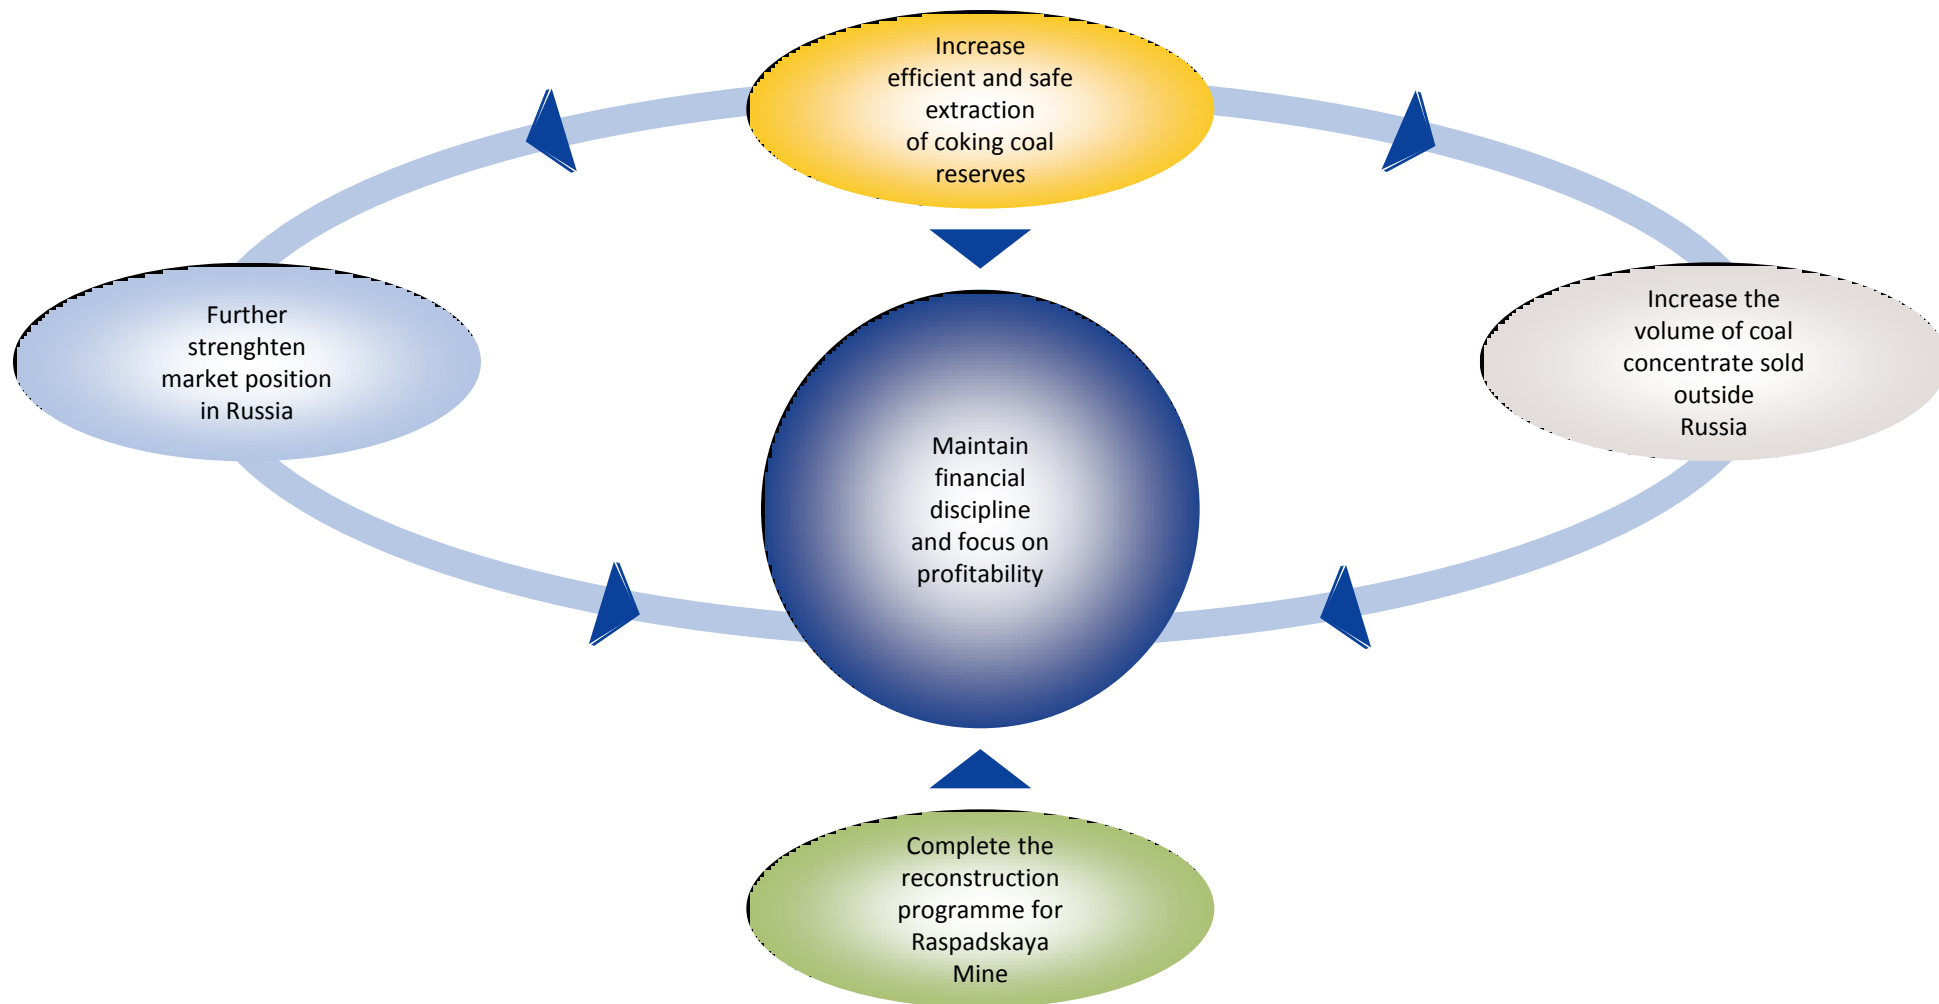 Increase
efficient and safe
extraction
of coking coal
reserves
Further
strenghten
market position
in Russia
Increase the
volume of coal
concentrate sold
outside
Russia
Maintain
financial
discipline
and focus on
profitability
Complete the
reconstruction
programme for
Raspadskaya
Mine